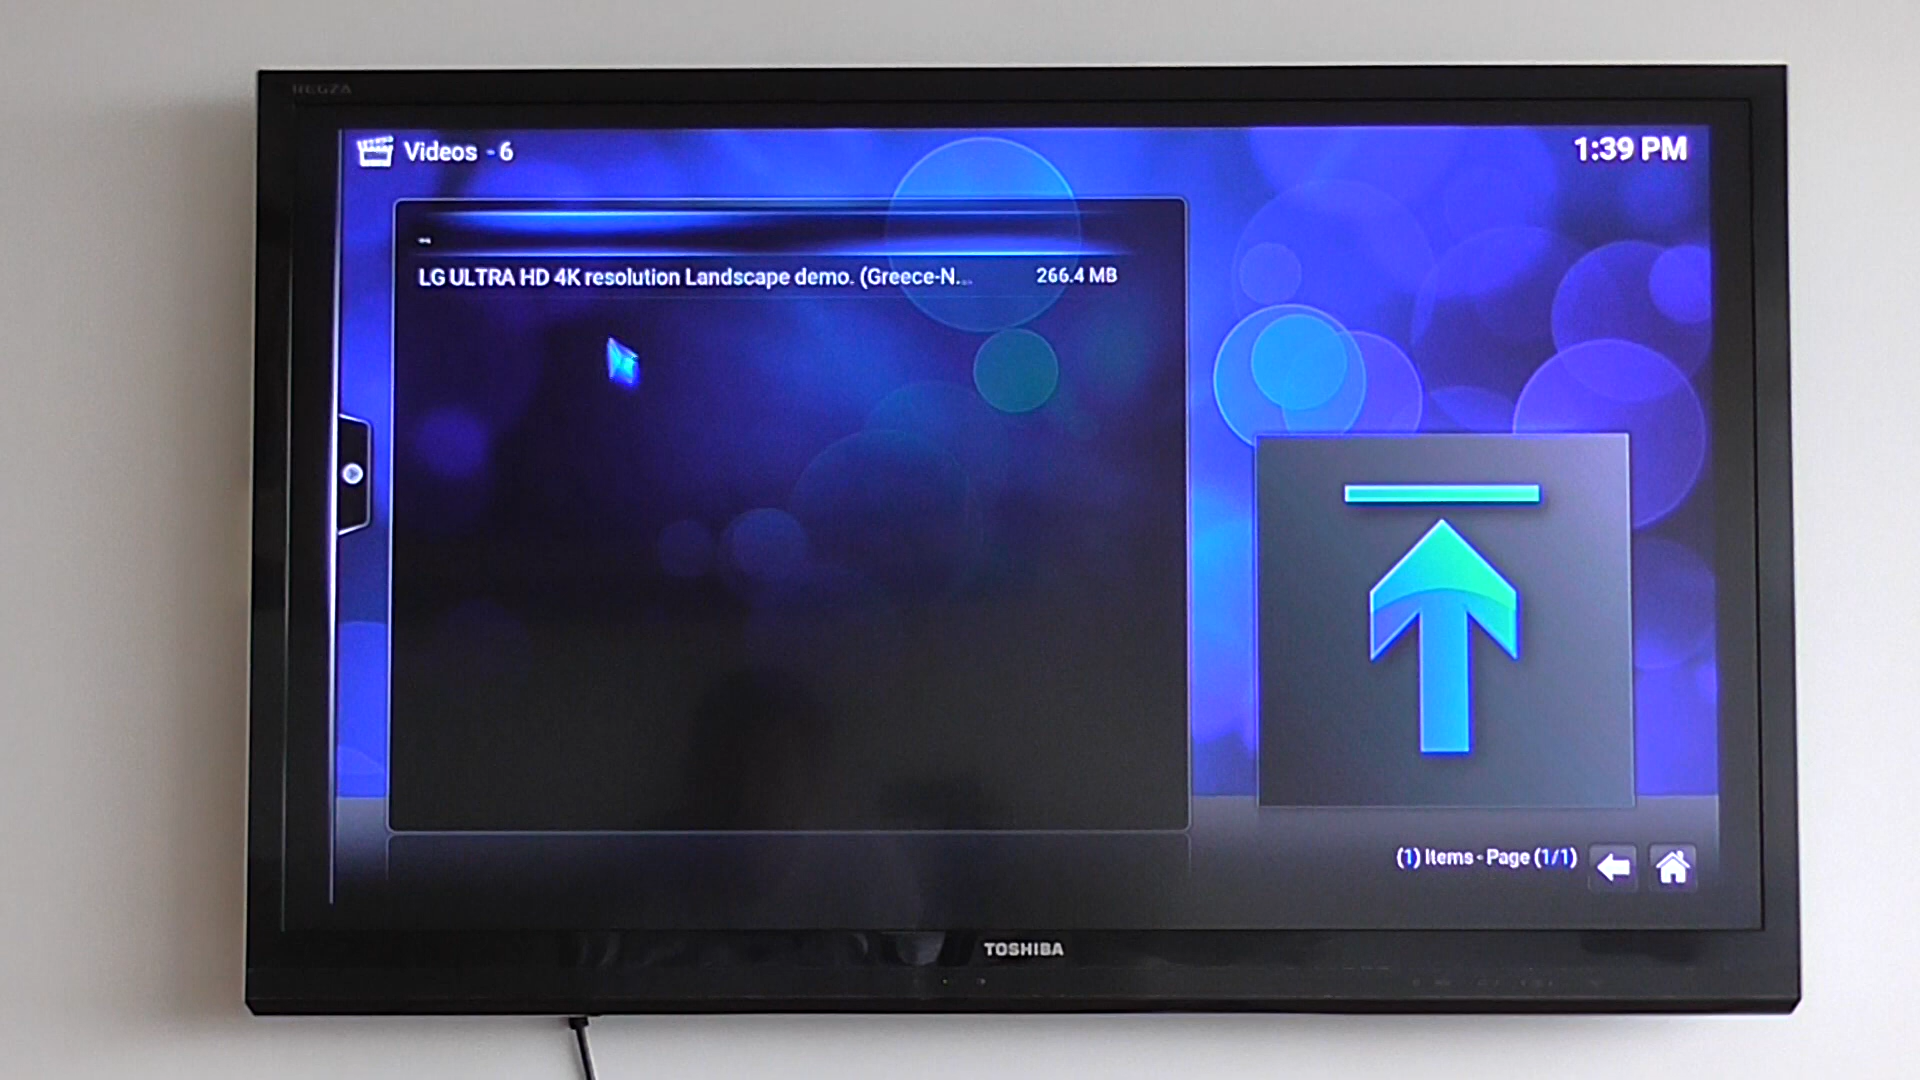 REGZA
Videos - 6
1:39 PM
..
LG ULTRA HD 4K resolution Landscape demo. (Greece-N...
266.4 MB
(1) Items - Page (1/1)
TOSHIBA